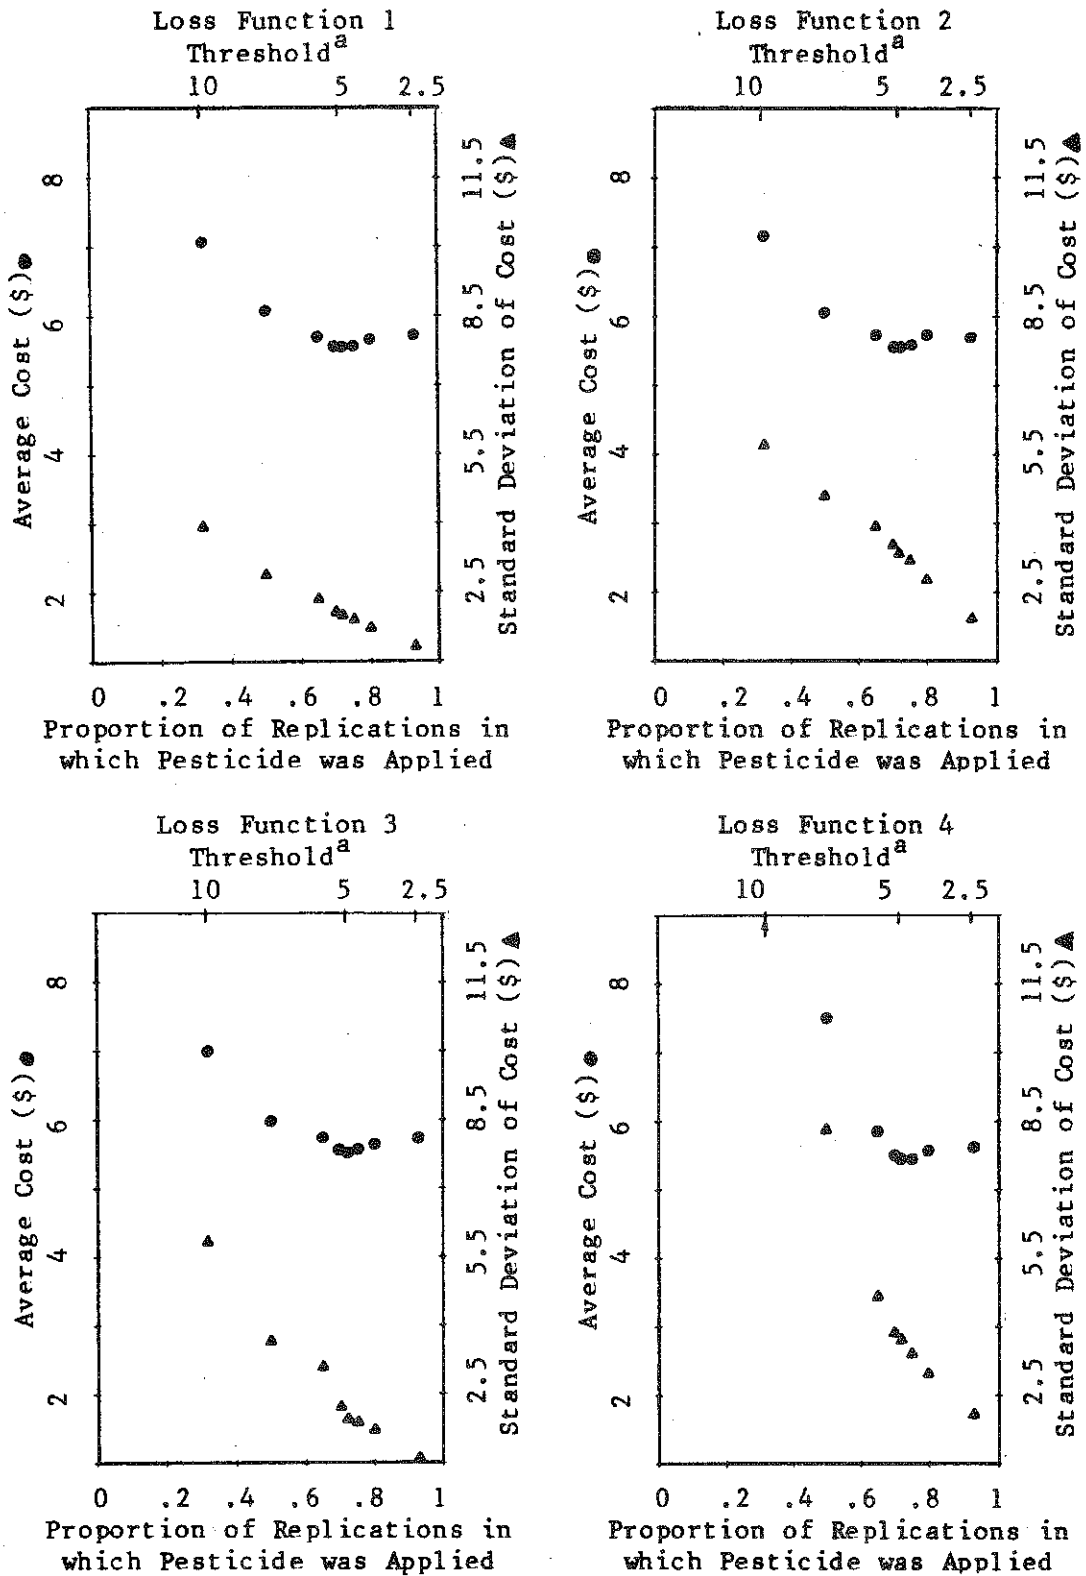 Loss Function 1
Threshold^a
10 5 2.5
8
6
4
2
Average Cost ($) ●
11.5
8.5
5.5
2.5
Standard Deviation of Cost ($) ▲
0 .2 .4 .6 .8 1
Proportion of Replications in
which Pesticide was Applied
Loss Function 2
Threshold^a
10 5 2.5
8
6
4
2
Average Cost ($) ●
11.5
8.5
5.5
2.5
Standard Deviation of Cost ($) ▲
0 .2 .4 .6 .8 1
Proportion of Replications in
which Pesticide was Applied
Loss Function 3
Threshold^a
10 5 2.5
8
6
4
2
Average Cost ($) ●
11.5
8.5
5.5
2.5
Standard Deviation of Cost ($) ▲
0 .2 .4 .6 .8 1
Proportion of Replications in
which Pesticide was Applied
Loss Function 4
Threshold^a
10 5 2.5
8
6
4
2
Average Cost ($) ●
11.5
8.5
5.5
2.5
Standard Deviation of Cost ($) ▲
0 .2 .4 .6 .8 1
Proportion of Replications in
which Pesticide was Applied